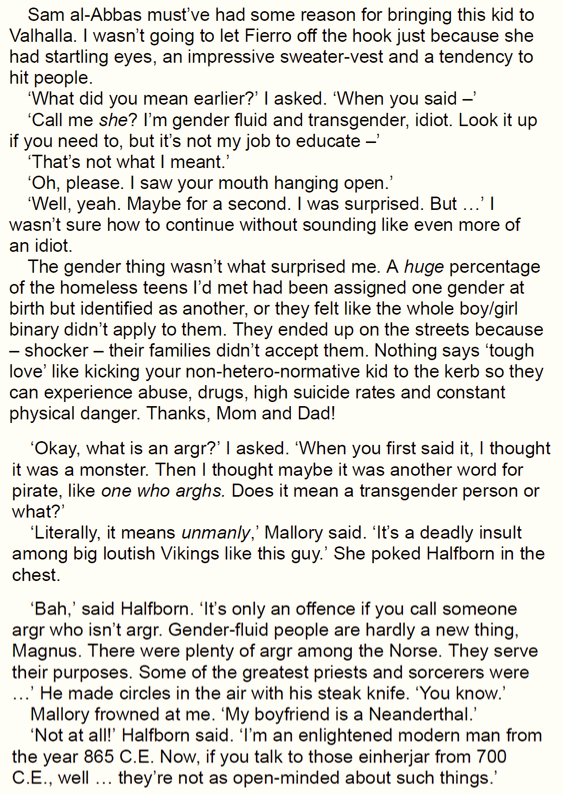 Sam al-Abbas must’ve had some reason for bringing this kid to
Valhalla. I wasn’t going to let Fierro off the hook just because she
had startling eyes, an impressive sweater-vest and a tendency to
hit people.
‘What did you mean earlier?’ I asked. ‘When you said –’
‘Call me she? I’m gender fluid and transgender, idiot. Look it up
if you need to, but it’s not my job to educate –’
‘That’s not what I meant.’
‘Oh, please. I saw your mouth hanging open.’
‘Well, yeah. Maybe for a second. I was surprised. But …’ I
wasn’t sure how to continue without sounding like even more of
an idiot.
The gender thing wasn’t what surprised me. A huge percentage
of the homeless teens I’d met had been assigned one gender at
birth but identified as another, or they felt like the whole boy/girl
binary didn’t apply to them. They ended up on the streets because
– shocker – their families didn’t accept them. Nothing says ‘tough
love’ like kicking your non-hetero-normative kid to the kerb so they
can experience abuse, drugs, high suicide rates and constant
physical danger. Thanks, Mom and Dad!
‘Okay, what is an argr?’ I asked. ‘When you first said it, I thought
it was a monster. Then I thought maybe it was another word for
pirate, like one who arghs. Does it mean a transgender person or
what?’
‘Literally, it means unmanly,’ Mallory said. ‘It’s a deadly insult
among big loutish Vikings like this guy.’ She poked Halfborn in the
chest.
‘Bah,’ said Halfborn. ‘It’s only an offence if you call someone
argr who isn’t argr. Gender-fluid people are hardly a new thing,
Magnus. There were plenty of argr among the Norse. They serve
their purposes. Some of the greatest priests and sorcerers were
…’ He made circles in the air with his steak knife. ‘You know.’
Mallory frowned at me. ‘My boyfriend is a Neanderthal.’
‘Not at all!’ Halfborn said. ‘I’m an enlightened modern man from
the year 865 C.E. Now, if you talk to those einherjar from 700
C.E., well … they’re not as open-minded about such things.’